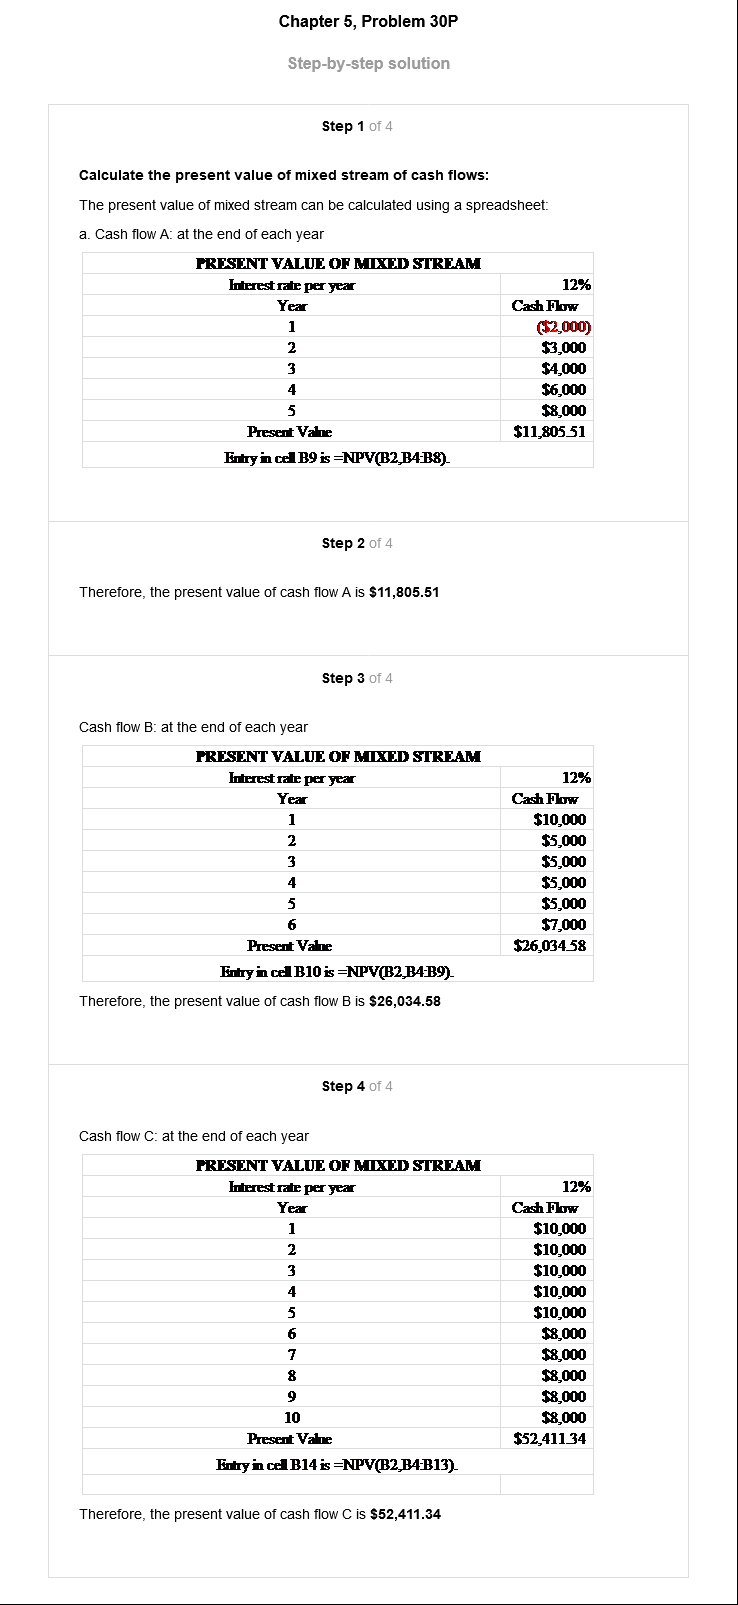 Chapter 5, Problem 30P
Step-by-step solution
Step 1 of 4
Calculate the present value of mixed stream of cash flows:
The present value of mixed stream can be calculated using a spreadsheet:
a. Cash flow A: at the end of each year
PRESENT VALUE OF MIXED STREAM
Interest rate per year 12%
Year Cash Flow
1 ($2,000)
2 $3,000
3 $4,000
4 $6,000
5 $8,000
Present Value $11,805.51
Entry in cell B9 is =NPV(B2,B4:B8).
Step 2 of 4
Therefore, the present value of cash flow A is $11,805.51
Step 3 of 4
Cash flow B: at the end of each year
PRESENT VALUE OF MIXED STREAM
Interest rate per year 12%
Year Cash Flow
1 $10,000
2 $5,000
3 $5,000
4 $5,000
5 $5,000
6 $7,000
Present Value $26,034.58
Entry in cell B10 is =NPV(B2,B4:B9).
Therefore, the present value of cash flow B is $26,034.58
Step 4 of 4
Cash flow C: at the end of each year
PRESENT VALUE OF MIXED STREAM
Interest rate per year 12%
Year Cash Flow
1 $10,000
2 $10,000
3 $10,000
4 $10,000
5 $10,000
6 $8,000
7 $8,000
8 $8,000
9 $8,000
10 $8,000
Present Value $52,411.34
Entry in cell B14 is =NPV(B2,B4:B13).
Therefore, the present value of cash flow C is $52,411.34